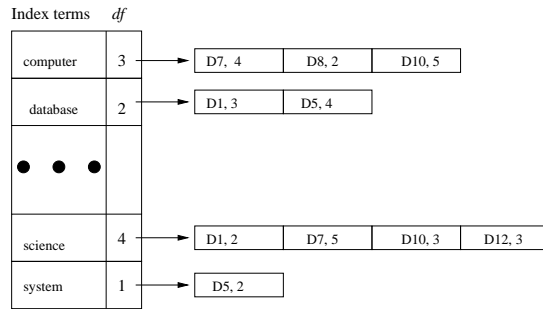 Index terms df
computer 3 D7, 4 D8, 2 D10, 5
database 2 D1, 3 D5, 4
science 4 D1, 2 D7, 5 D10, 3 D12, 3
system 1 D5, 2